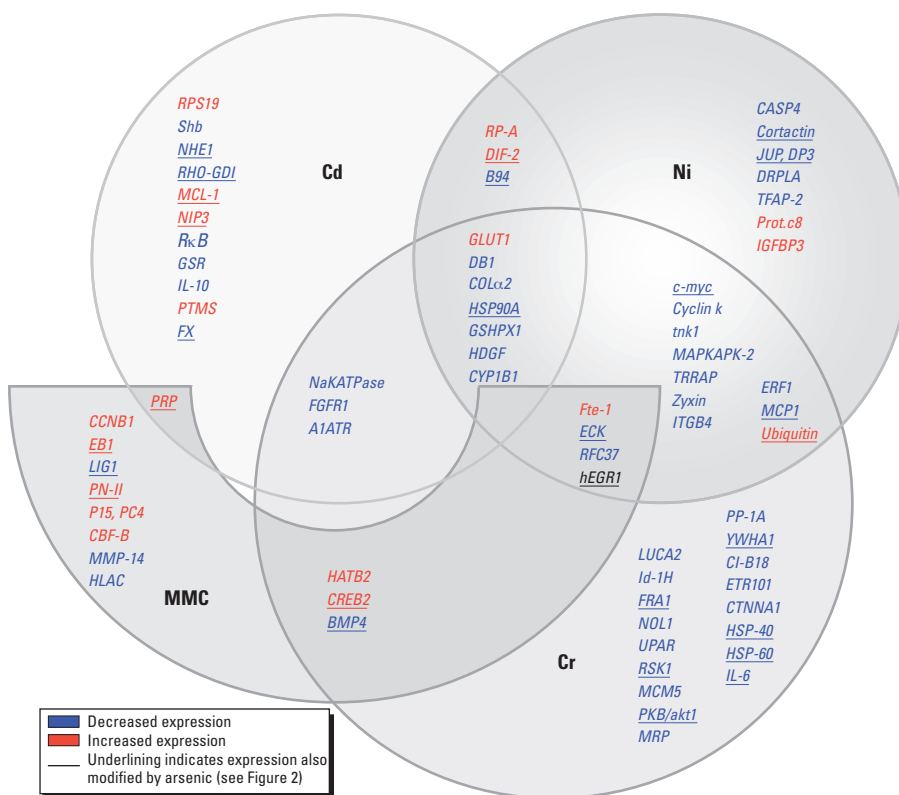 RPS19
Shb
NHE1
RHO-GDI
MCL-1
NIP3
RκB
GSR
IL-10
PTMS
FX
Cd
RP-A
DIF-2
B94
Ni
CASP4
Cortactin
JUP, DP3
DRPLA
TFAP-2
Prot.c8
IGFBP3
GLUT1
DB1
COLα2
HSP90A
GSHPX1
HDGF
CYP1B1
c-myc
Cyclin k
tnk1
MAPKAPK-2
TRRAP
Zyxin
ITGB4
ERF1
MCP1
Ubiquitin
NaKATPase
FGFR1
A1ATR
PRP
CCNB1
EB1
LIG1
PN-II
P15, PC4
CBF-B
MMP-14
HLAC
MMC
Fte-1
ECK
RFC37
hEGR1
HATB2
CREB2
BMP4
Cr
LUCA2
Id-1H
FRA1
NOL1
UPAR
RSK1
MCM5
PKB/akt1
MRP
PP-1A
YWHA1
CI-B18
ETR101
CTNNA1
HSP-40
HSP-60
IL-6
Decreased expression
Increased expression
Underlining indicates expression also
modified by arsenic (see Figure 2)